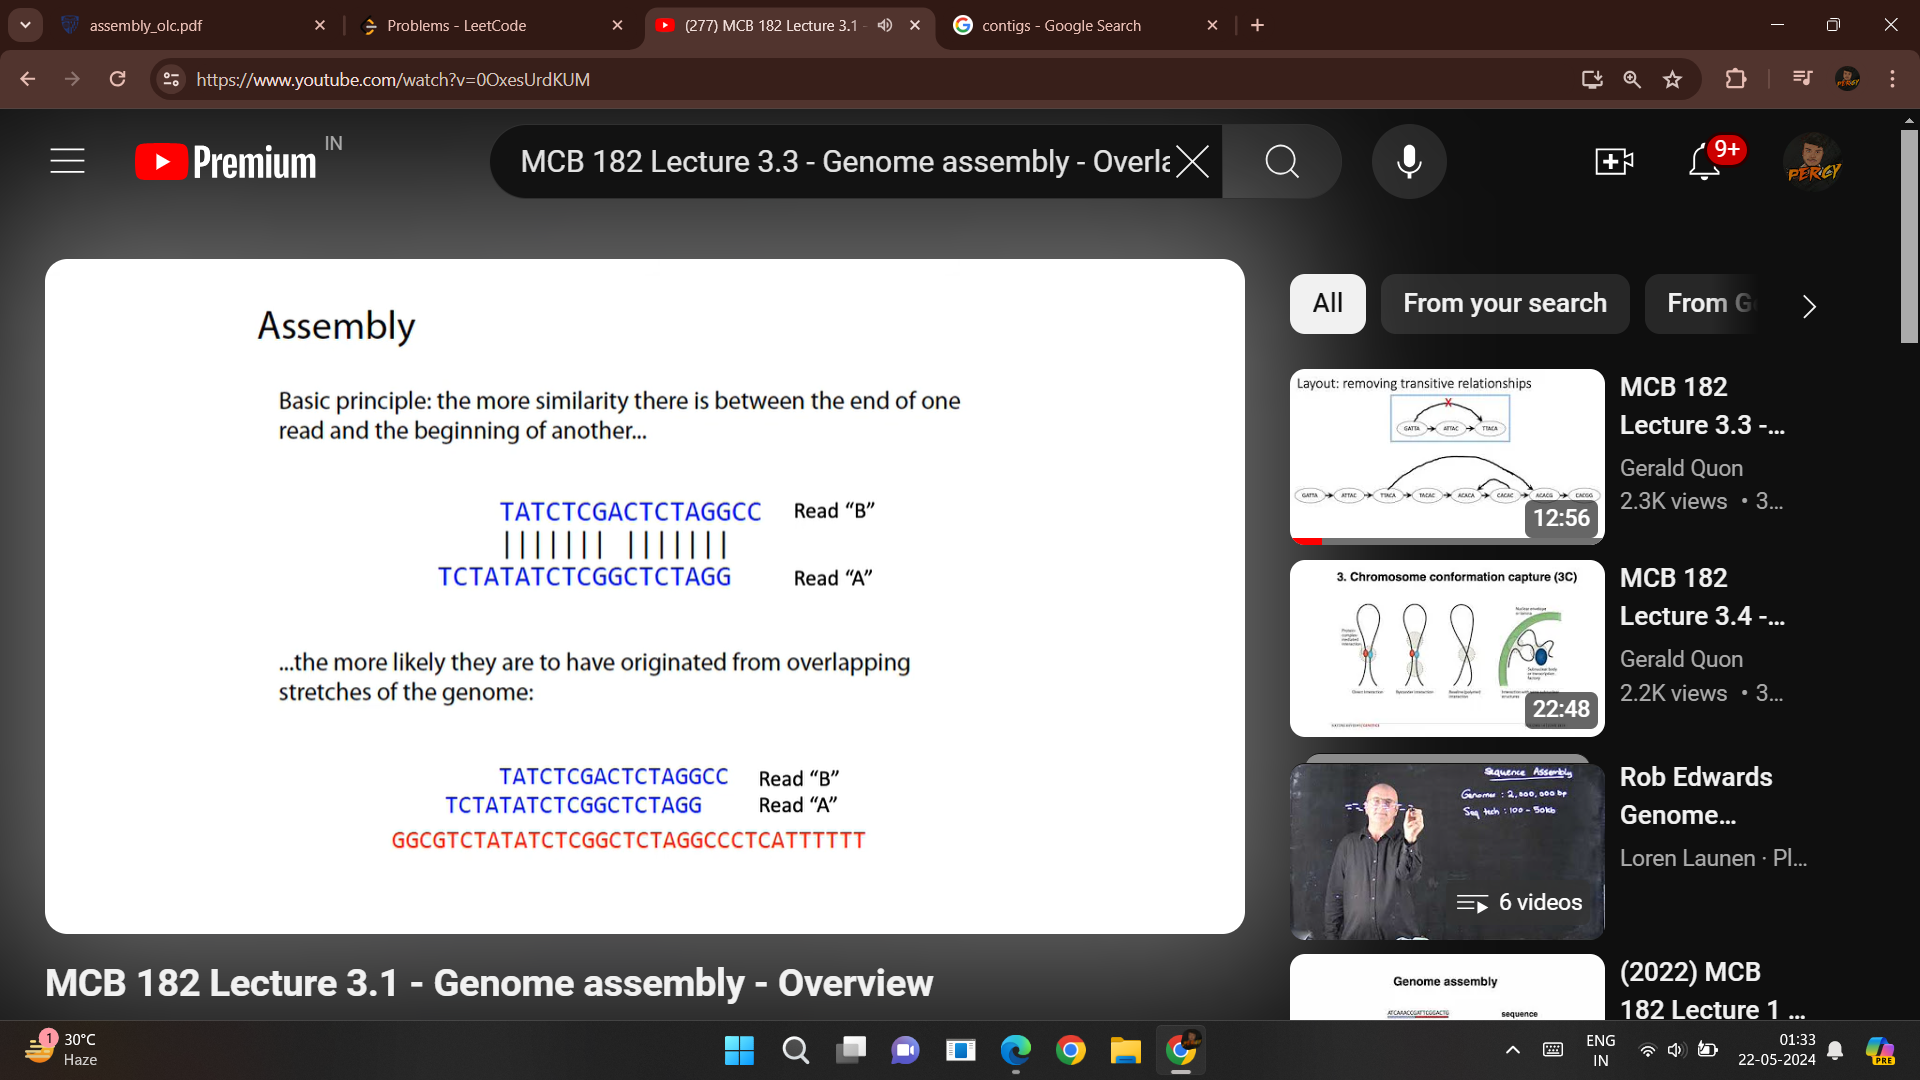 assembly_olc.pdf
Problems - LeetCode
(277) MCB 182 Lecture 3.1 -
contigs - Google Search
https://www.youtube.com/watch?v=0OxesUrdKUM
Premium
IN
MCB 182 Lecture 3.3 - Genome assembly - Overla
9+
PERCY
Assembly
Basic principle: the more similarity there is between the end of one
read and the beginning of another...
TATCTCGACTCTAGGCC Read “B”
||||||| |||||||
TCTATATCTCGGCTCTAGG Read “A”
...the more likely they are to have originated from overlapping
stretches of the genome:
TATCTCGACTCTAGGCC Read “B”
TCTATATCTCGGCTCTAGG Read “A”
GGCGTCTATATCTCGGCTCTAGGCCCTCATTTTTT
MCB 182 Lecture 3.1 - Genome assembly - Overview
All
From your search
From G
Layout: removing transitive relationships
X
GATTA ATTAC TTACA
GATTA ATTAC TTACA TACAC ACACA CACAC ACACG CACGG
12:56
MCB 182
Lecture 3.3 -...
Gerald Quon
2.3K views • 3...
3. Chromosome conformation capture (3C)
22:48
MCB 182
Lecture 3.4 -...
Gerald Quon
2.2K views • 3...
Sequence Assembly
Genomes : 2,000,000 bp
Seq tech : 100 - 50kb
6 videos
Rob Edwards
Genome...
Loren Launen · Pl...
Genome assembly
sequence
(2022) MCB
182 Lecture 1 ...
1
30°C
Haze
ENG
IN
01:33
22-05-2024
PRE